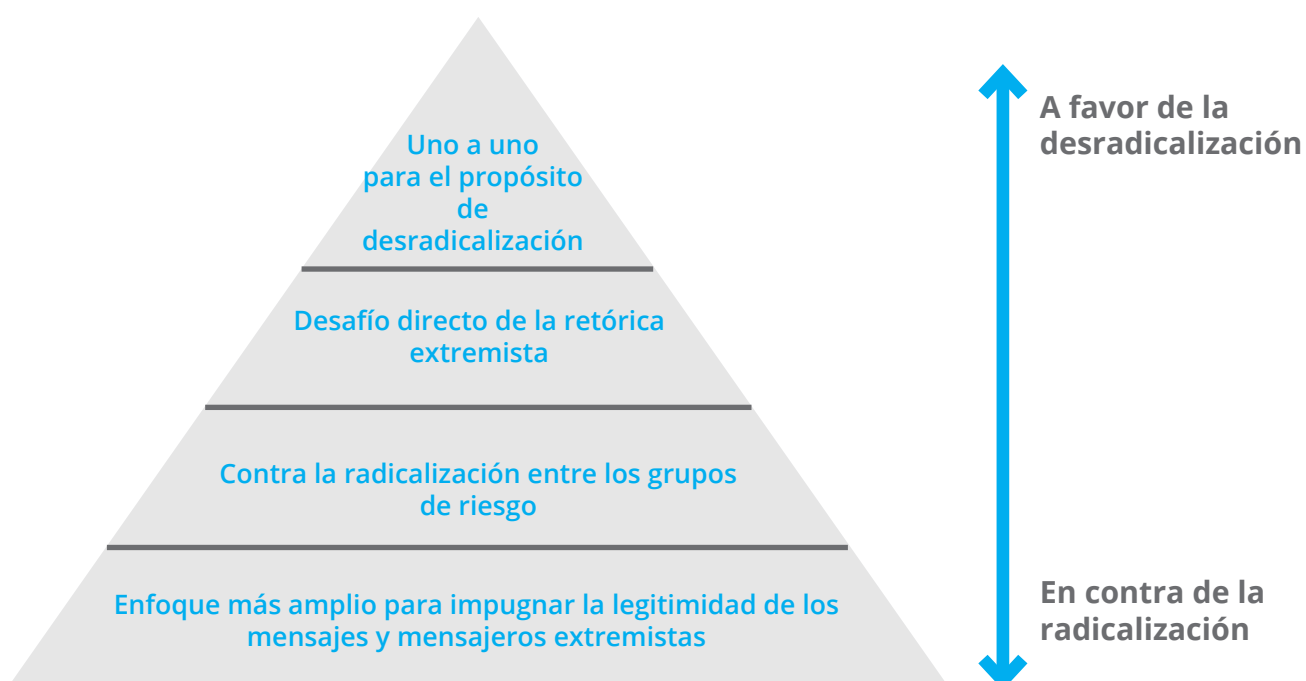 Uno a uno
para el propósito
de
desradicalización
Desafío directo de la retórica
extremista
Contra la radicalización entre los grupos
de riesgo
Enfoque más amplio para impugnar la legitimidad de los
mensajes y mensajeros extremistas
A favor de la
desradicalización
En contra de la
radicalización